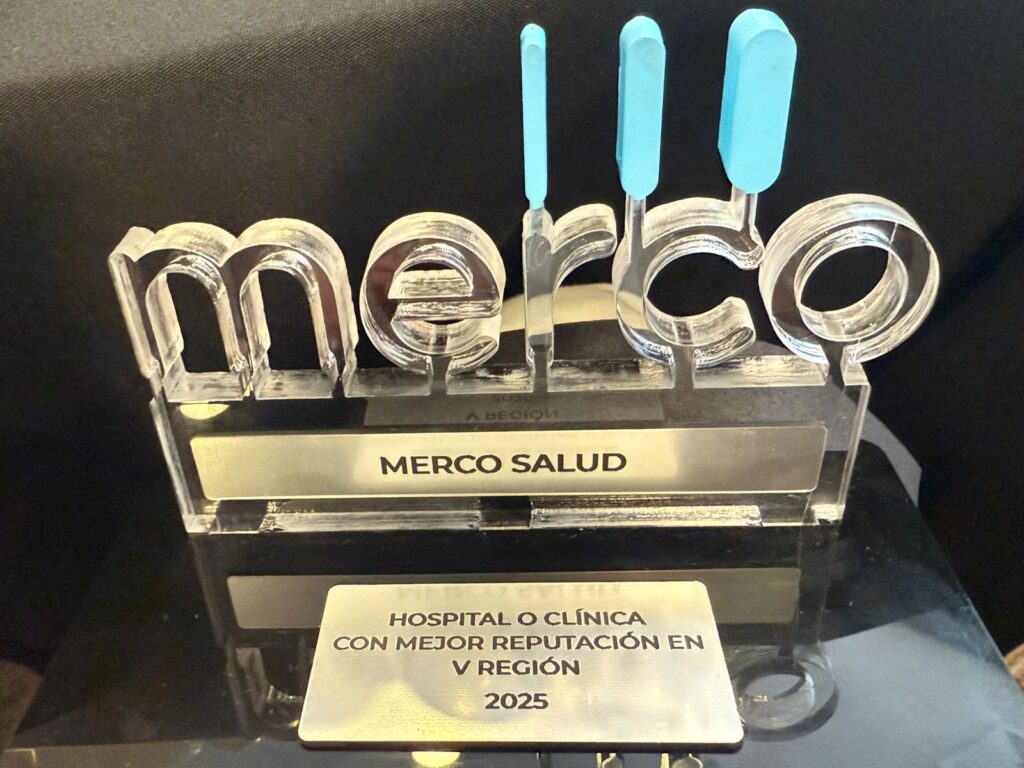 merco
MERCO SALUD
HOSPITAL O CLÍNICA
CON MEJOR REPUTACIÓN EN
V REGIÓN
2025